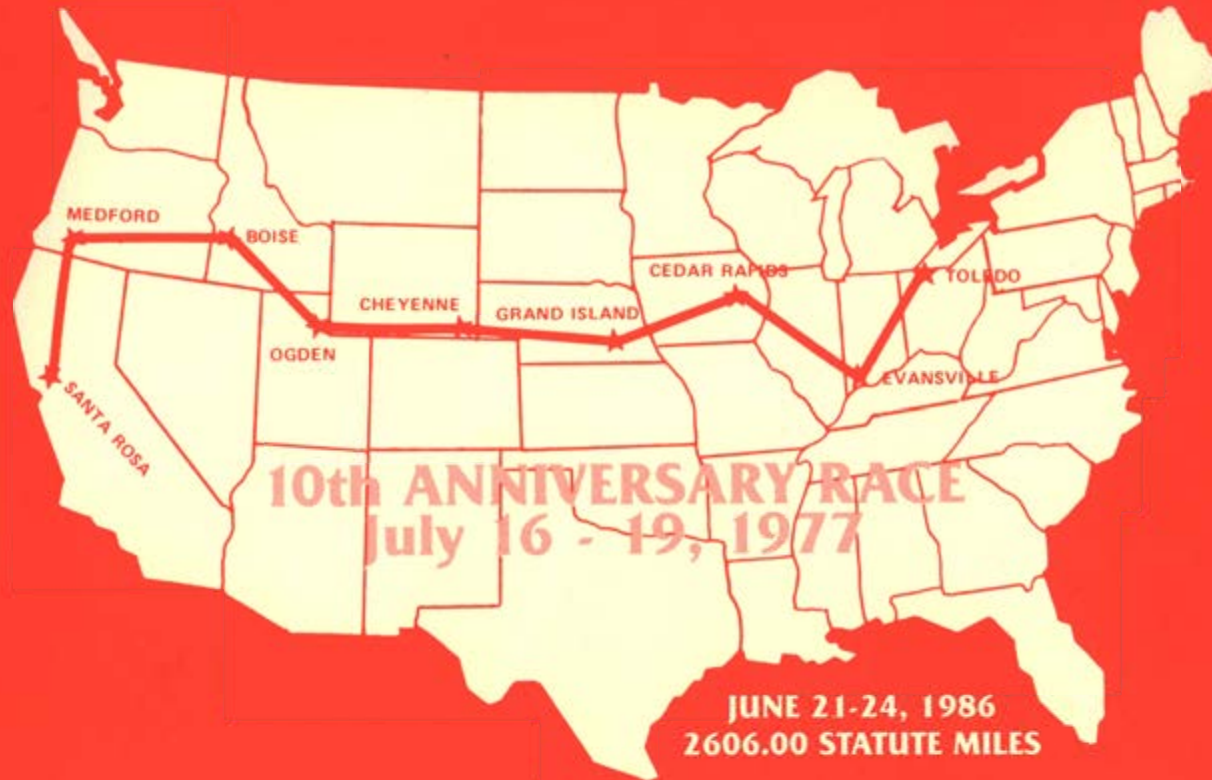 MEDFORD
BOISE
CEDAR RAPIDS
TOLEDO
CHEYENNE
GRAND ISLAND
OGDEN
EVANSVILLE
SANTA ROSA
10th ANNIVERSARY RACE
July 16 - 19, 1977
JUNE 21-24, 1986
2606.00 STATUTE MILES